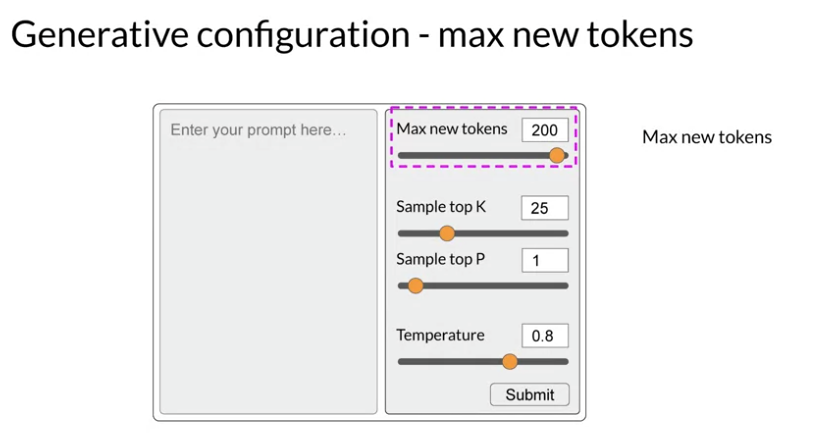 Generative configuration - max new tokens
Enter your prompt here...
Max new tokens 200
Sample top K 25
Sample top P 1
Temperature 0.8
Submit
Max new tokens